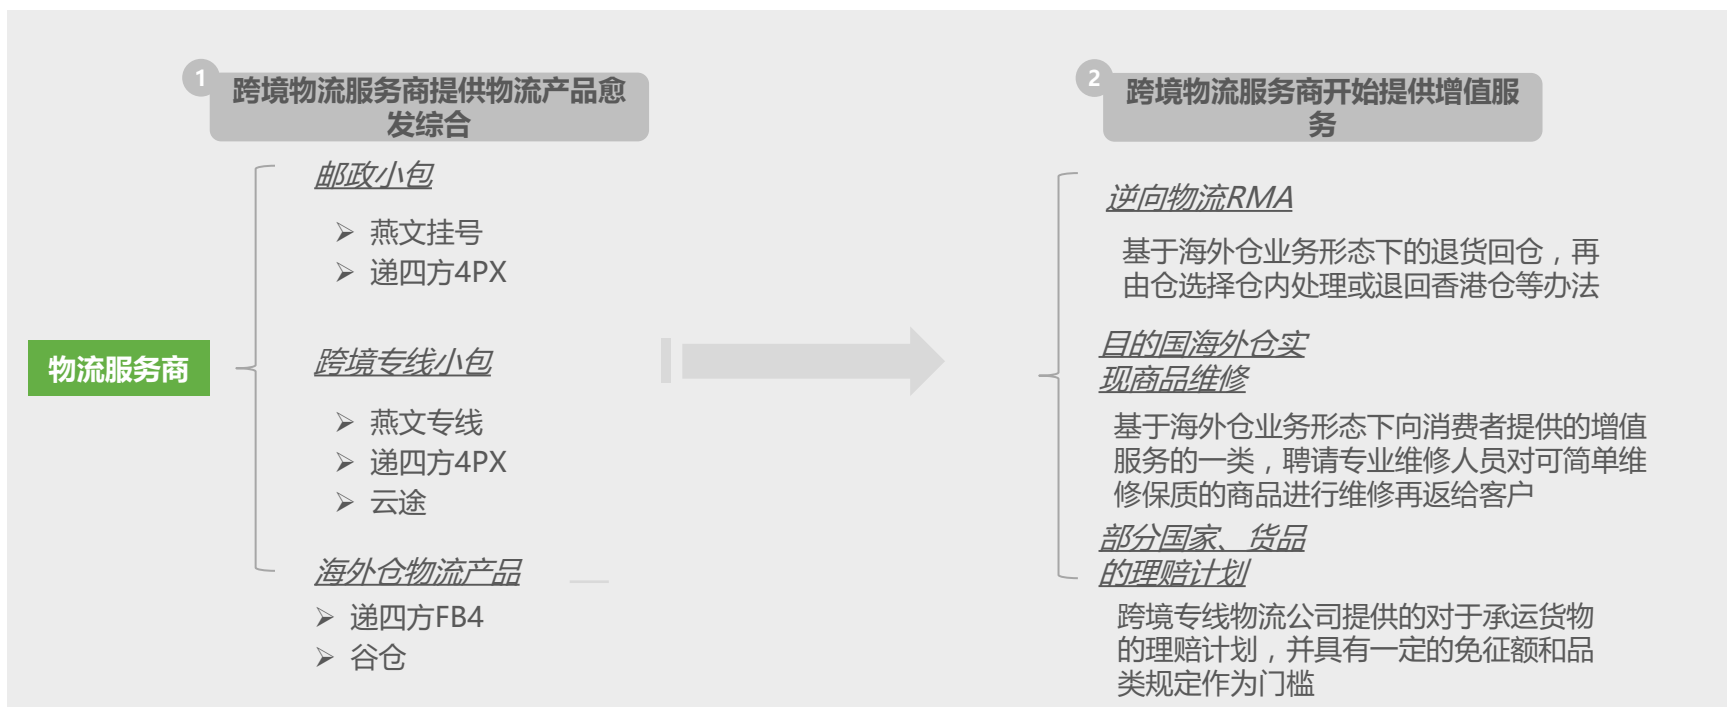 1
跨境物流服务商提供物流产品愈
发综合
物流服务商
邮政小包
➢ 燕文挂号
➢ 递四方4PX
跨境专线小包
➢ 燕文专线
➢ 递四方4PX
➢ 云途
海外仓物流产品
➢ 递四方FB4
➢ 谷仓
2
跨境物流服务商开始提供增值服
务
逆向物流RMA
基于海外仓业务形态下的退货回仓，再
由仓选择仓内处理或退回香港仓等办法
目的国海外仓实
现商品维修
基于海外仓业务形态下向消费者提供的增值
服务的一类，聘请专业维修人员对可简单维
修保质的商品进行维修再返给客户
部分国家、货品
的理赔计划
跨境专线物流公司提供的对于承运货物
的理赔计划，并具有一定的免征额和品
类规定作为门槛